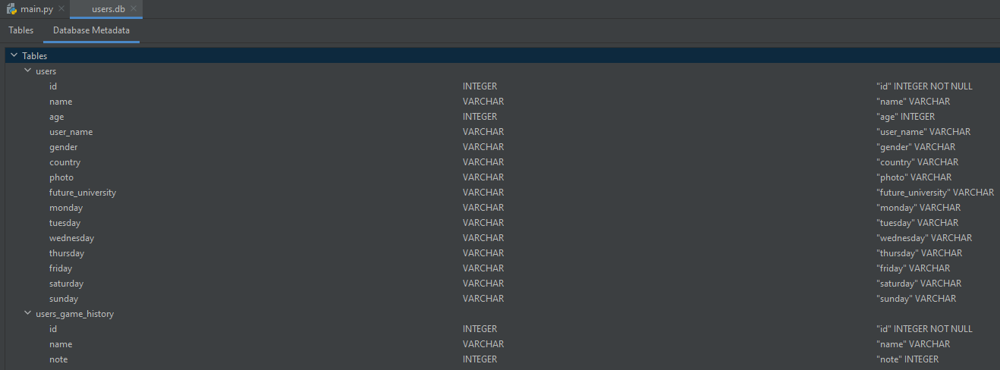 main.py users.db
Tables Database Metadata
Tables
users
id INTEGER "id" INTEGER NOT NULL
name VARCHAR "name" VARCHAR
age INTEGER "age" INTEGER
user_name VARCHAR "user_name" VARCHAR
gender VARCHAR "gender" VARCHAR
country VARCHAR "country" VARCHAR
photo VARCHAR "photo" VARCHAR
future_university VARCHAR "future_university" VARCHAR
monday VARCHAR "monday" VARCHAR
tuesday VARCHAR "tuesday" VARCHAR
wednesday VARCHAR "wednesday" VARCHAR
thursday VARCHAR "thursday" VARCHAR
friday VARCHAR "friday" VARCHAR
saturday VARCHAR "saturday" VARCHAR
sunday VARCHAR "sunday" VARCHAR
users_game_history
id INTEGER "id" INTEGER NOT NULL
name VARCHAR "name" VARCHAR
note INTEGER "note" INTEGER